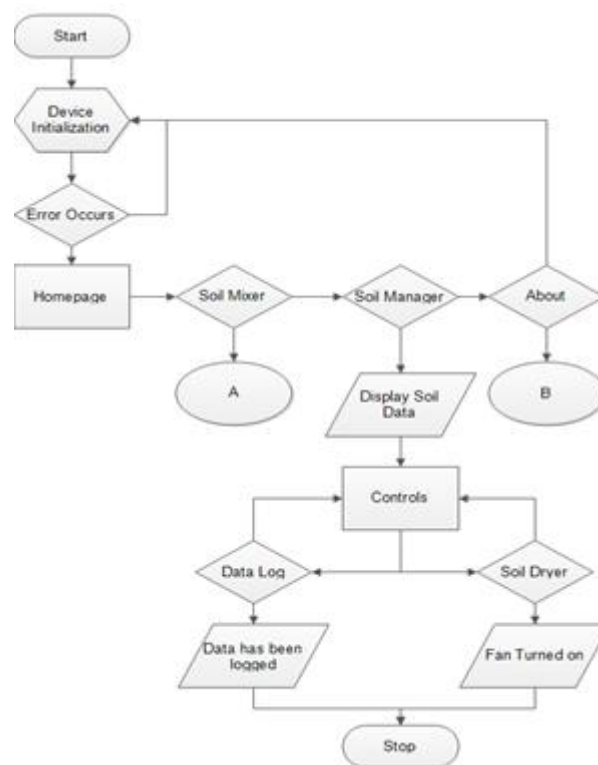 Start
Device
Initialization
Error Occurs
Homepage
Soil Mixer
Soil Manager
About
A
Display Soil
Data
B
Controls
Data Log
Soil Dryer
Data has been
logged
Fan Turned on
Stop